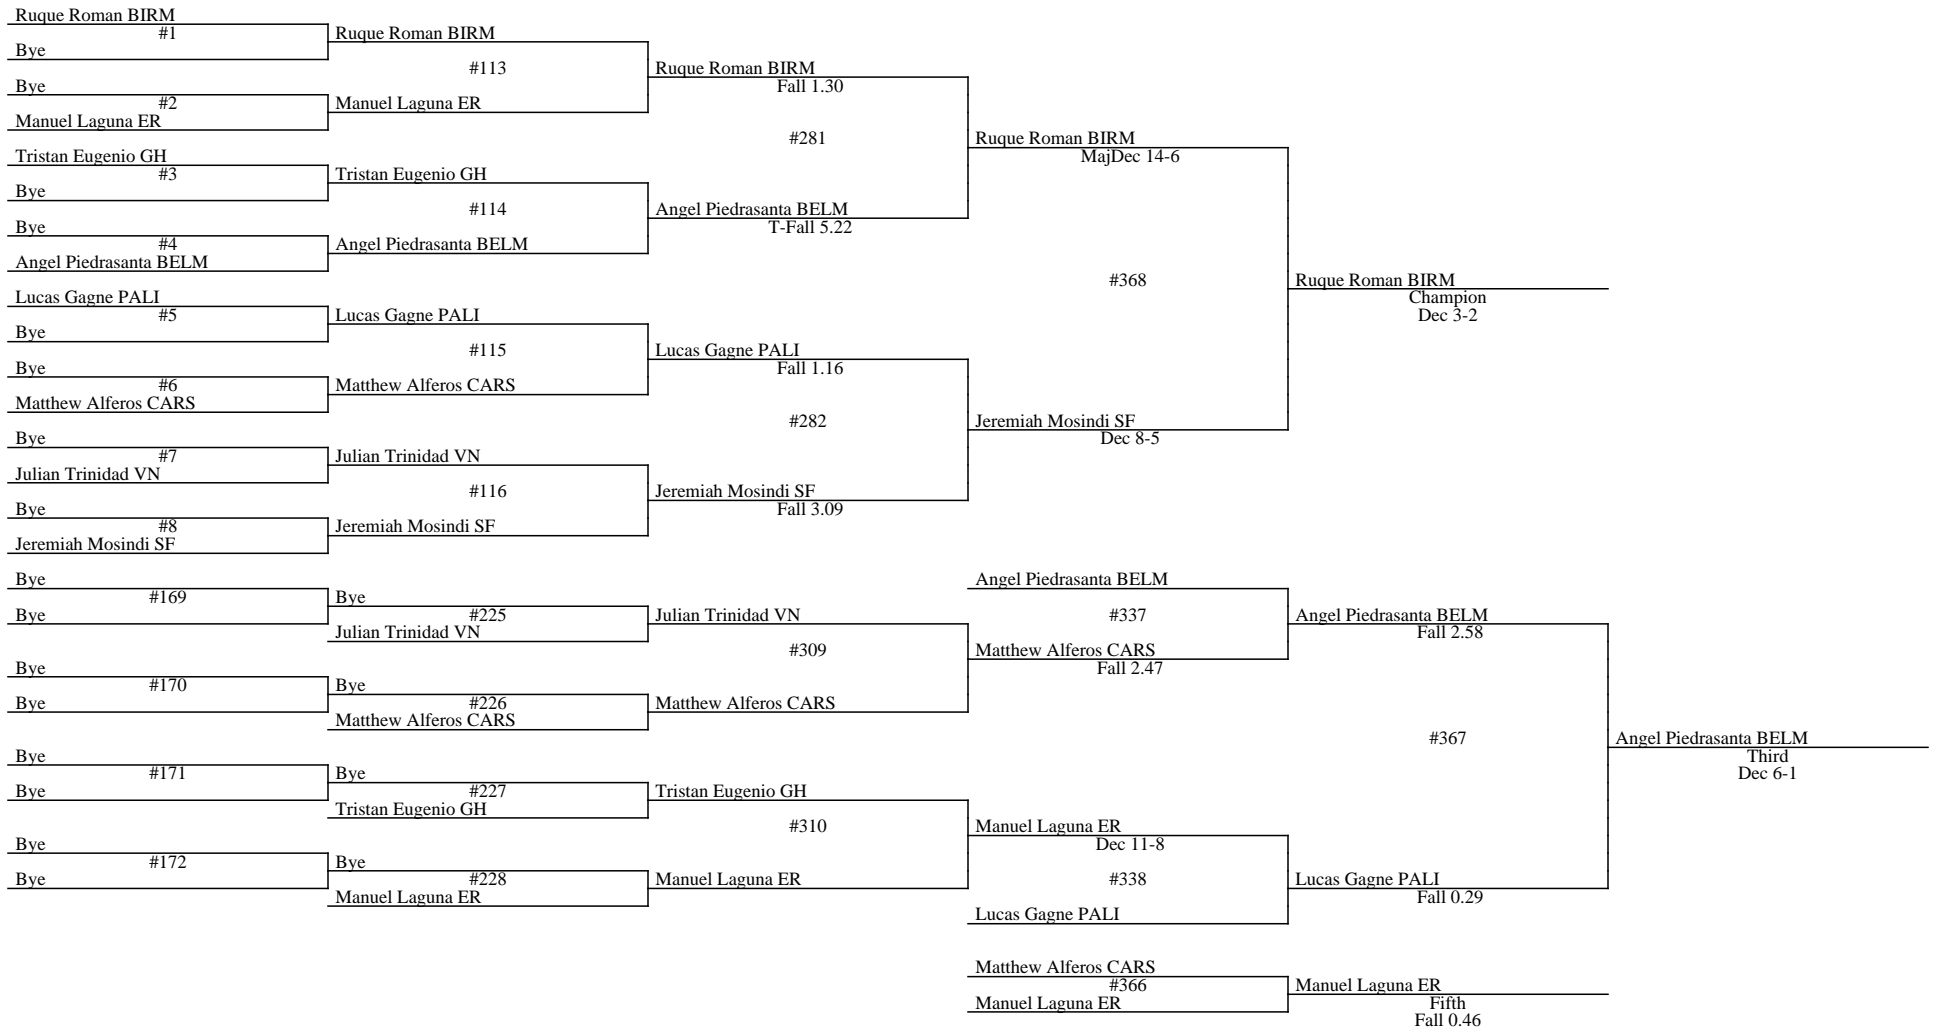 Ruque Roman BIRM
#1
Bye
Ruque Roman BIRM
#113
Bye
#2
Manuel Laguna ER
Manuel Laguna ER
Ruque Roman BIRM
Fall 1.30
#281
Tristan Eugenio GH
#3
Bye
Tristan Eugenio GH
#114
Bye
#4
Angel Piedrasanta BELM
Angel Piedrasanta BELM
Angel Piedrasanta BELM
T-Fall 5.22
Ruque Roman BIRM
MajDec 14-6
#368
Lucas Gagne PALI
#5
Bye
Lucas Gagne PALI
#115
Bye
#6
Matthew Alferos CARS
Matthew Alferos CARS
Lucas Gagne PALI
Fall 1.16
#282
Bye
#7
Julian Trinidad VN
Julian Trinidad VN
#116
Bye
#8
Jeremiah Mosindi SF
Jeremiah Mosindi SF
Jeremiah Mosindi SF
Fall 3.09
Jeremiah Mosindi SF
Dec 8-5
Ruque Roman BIRM
Champion
Dec 3-2
Bye
#169
Bye
Bye
#225
Julian Trinidad VN
Julian Trinidad VN
#309
Bye
#170
Bye
Bye
#226
Matthew Alferos CARS
Matthew Alferos CARS
Angel Piedrasanta BELM
#337
Matthew Alferos CARS
Fall 2.47
Angel Piedrasanta BELM
Fall 2.58
#367
Bye
#171
Bye
Bye
#227
Tristan Eugenio GH
Tristan Eugenio GH
#310
Bye
#172
Bye
Bye
#228
Manuel Laguna ER
Manuel Laguna ER
Manuel Laguna ER
Dec 11-8
#338
Lucas Gagne PALI
Lucas Gagne PALI
Fall 0.29
Angel Piedrasanta BELM
Third
Dec 6-1
Matthew Alferos CARS
#366
Manuel Laguna ER
Manuel Laguna ER
Fifth
Fall 0.46